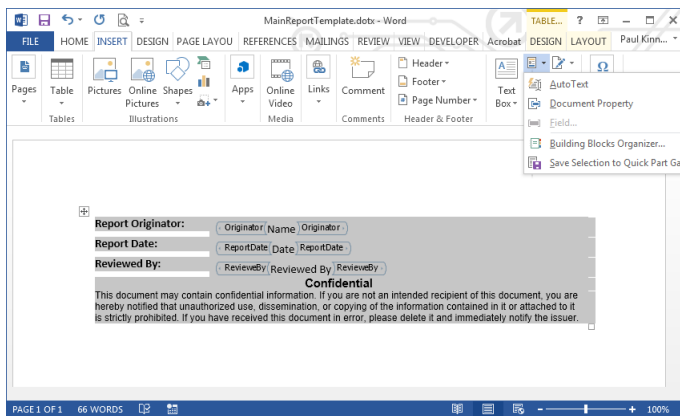 MainReportTemplate.dotx - Word
TABLE...
FILE HOME INSERT DESIGN PAGE LAYOU REFERENCES MAILINGS REVIEW VIEW DEVELOPER Acrobat DESIGN LAYOUT Paul Kinn...
Header
Footer
Page Number
Pages Table Pictures Online Pictures Shapes Apps Online Video Links Comment Text Box
Tables Illustrations Media Comments Header & Footer
AutoText
Document Property
Field...
Building Blocks Organizer...
Save Selection to Quick Part Ga
Report Originator: Originator Name Originator
Report Date: ReportDate Date ReportDate
Reviewed By: RevieweBy Reviewed By RevieweBy
Confidential
This document may contain confidential information. If you are not an intended recipient of this document, you are
hereby notified that unauthorized use, dissemination, or copying of the information contained in it or attached to it
is strictly prohibited. If you have received this document in error, please delete it and immediately notify the issuer.
PAGE 1 OF 1 66 WORDS 100%